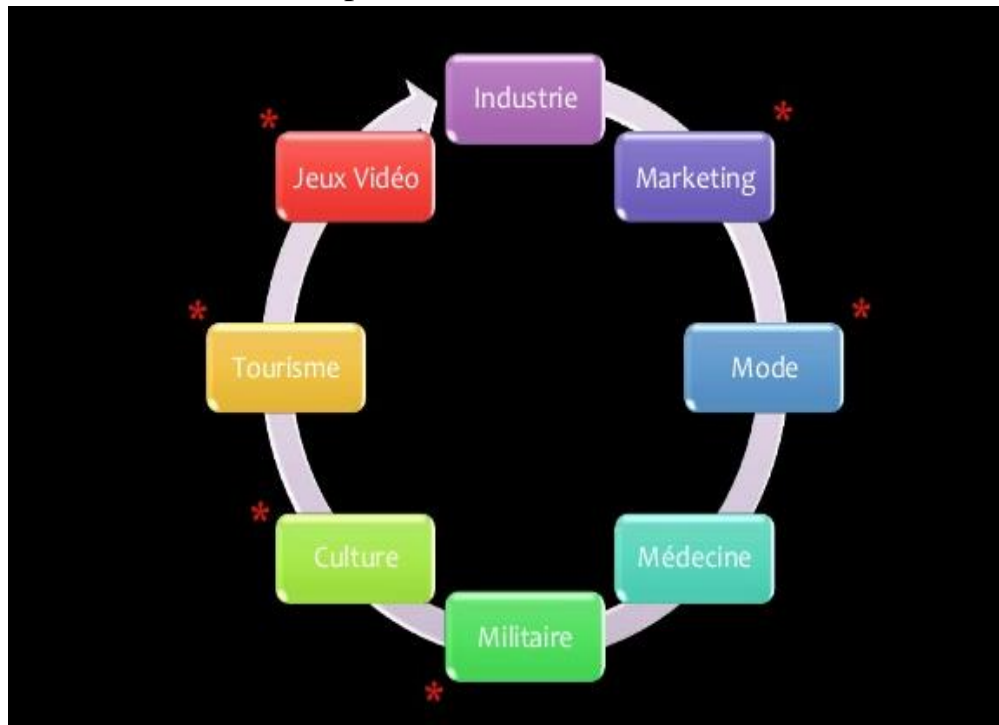 Industrie
* Marketing
* Mode
Médecine
* Militaire
* Culture
* Tourisme
* Jeux Vidéo